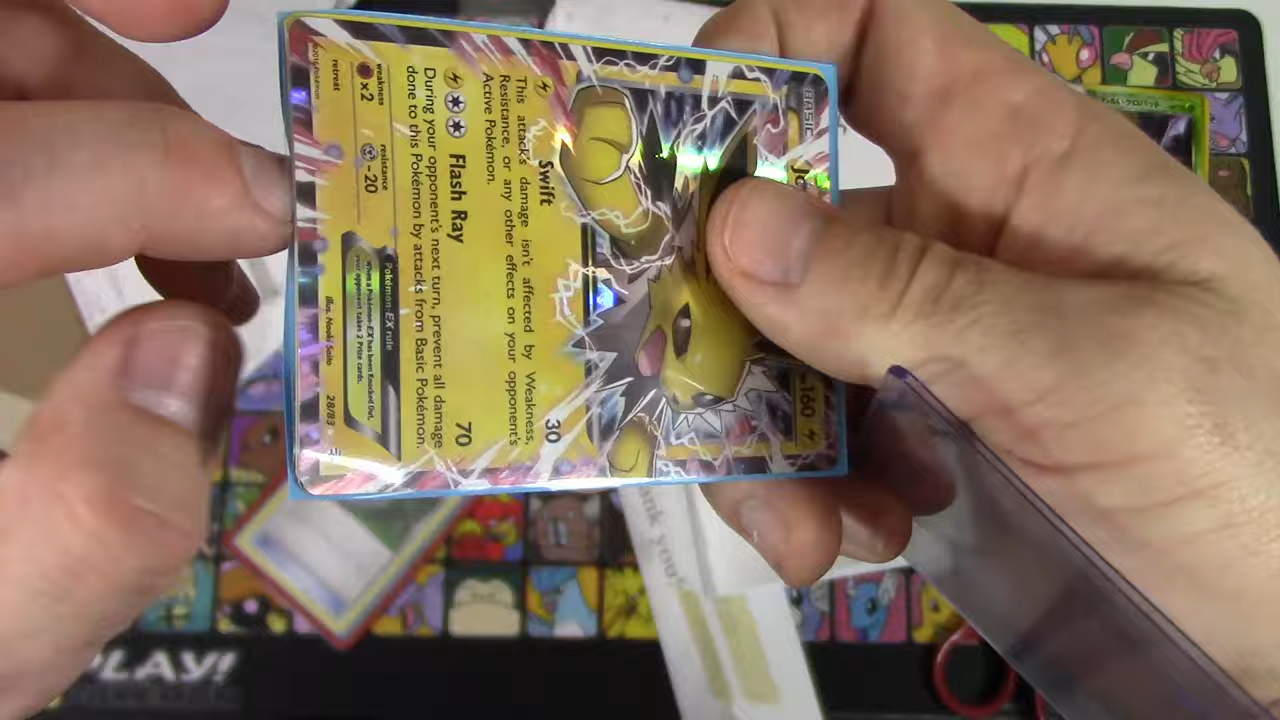 BASIC
160
Swift
30
This attack's damage isn't affected by Weakness,
Resistance, or any other effects on your opponent's
Active Pokémon.
Flash Ray
70
During your opponent's next turn, prevent all damage
done to this Pokémon by attacks from Basic Pokémon.
weakness
×2
resistance
-20
retreat
Pokémon-EX rule
When a Pokémon-EX has been Knocked Out,
your opponent takes 2 Prize cards.
Illus. Naoki Saito
28/83
PLAY!